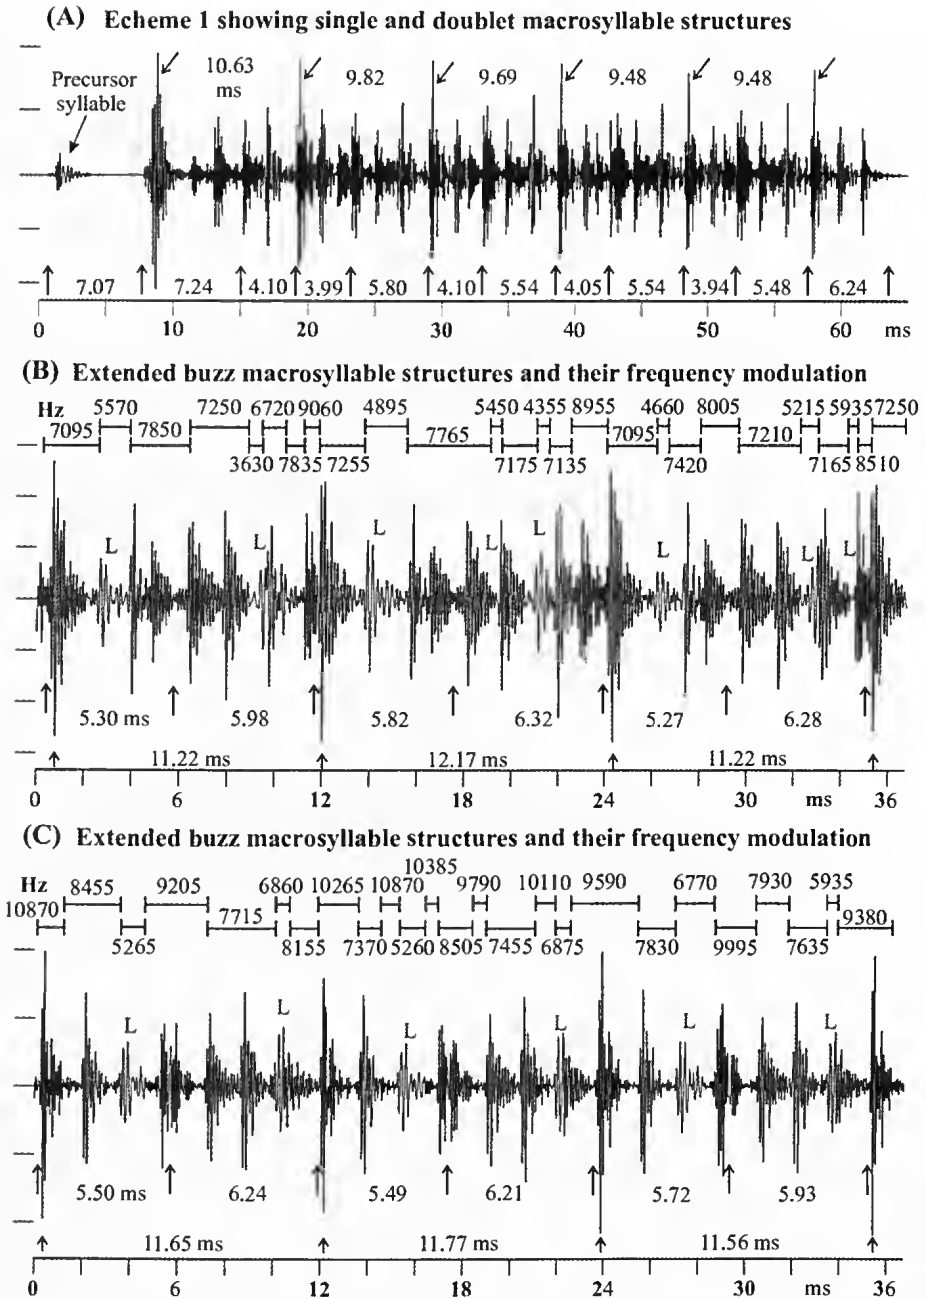 (A) Echeme 1 showing single and doublet macrosyllable structures
Precursor
syllable
10.63
ms
9.82 9.69 9.48 9.48
7.07 7.24 4.10 3.99 5.80 4.10 5.54 4.05 5.54 3.94 5.48 6.24
0 10 20 30 40 50 60 ms
(B) Extended buzz macrosyllable structures and their frequency modulation
Hz 5570 7250 6720 9060 4895 5450 4355 8955 4660 8005 5215 5935 7250
7095 7850 7765 7095 7210
3630 7835 7255 7175 7135 7420 7165 8510
L L L L L L L L
5.30 ms 5.98 5.82 6.32 5.27 6.28
11.22 ms 12.17 ms 11.22 ms
0 6 12 18 24 30 ms 36
(C) Extended buzz macrosyllable structures and their frequency modulation
10385
Hz 8455 9205 6860 10265 10870 9790 10110 9590 6770 7930 5935
10870 7715 9380
5265 8155 7370 5260 8505 7455 6875 7830 9995 7635
L L L L L L
5.50 ms 6.24 5.49 6.21 5.72 5.93
11.65 ms 11.77 ms 11.56 ms
0 6 12 18 24 30 ms 36